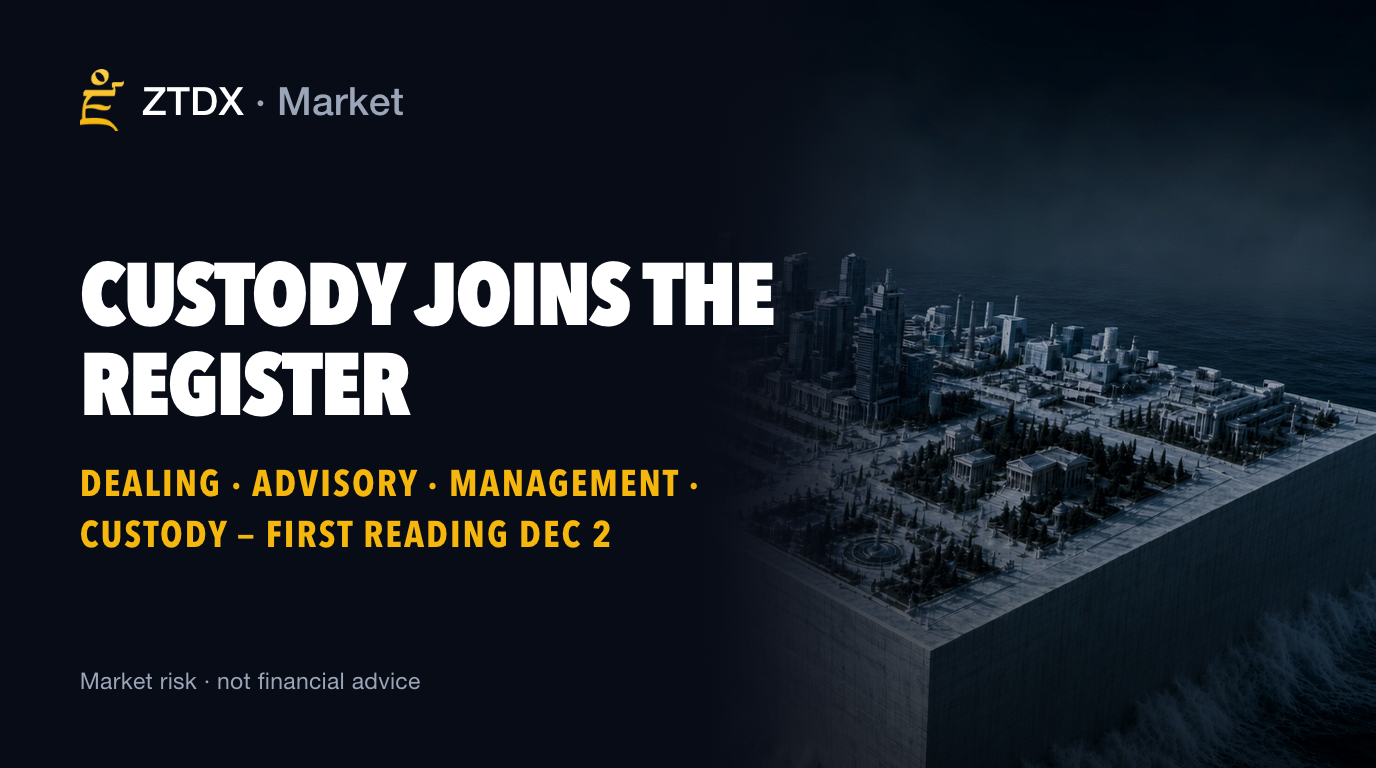 ZTDX · Market
CUSTODY JOINS THE
REGISTER
DEALING · ADVISORY · MANAGEMENT ·
CUSTODY – FIRST READING DEC 2
Market risk · not financial advice